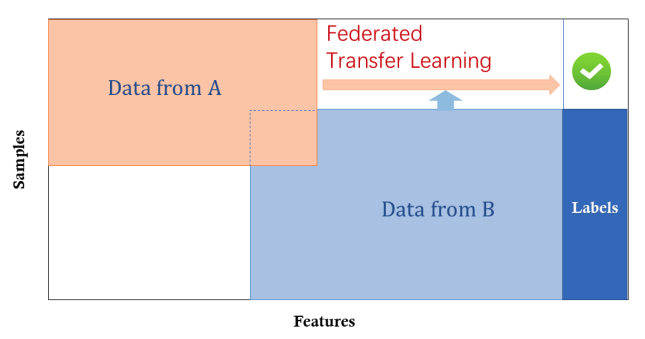 Federated
Transfer Learning
Data from A
Samples
Data from B
Labels
Features